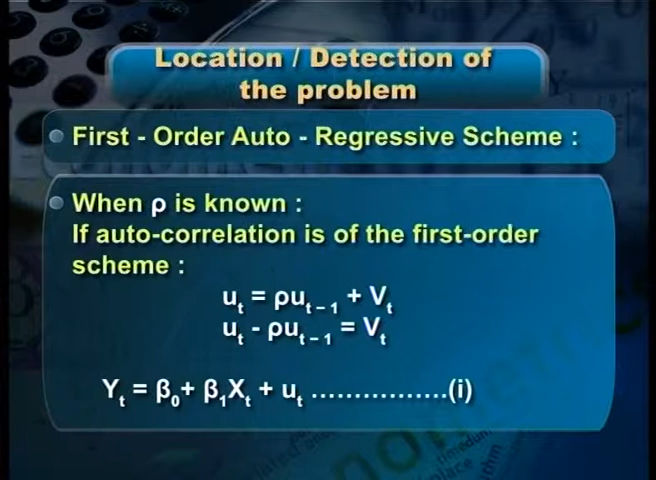 Location / Detection of
the problem
First - Order Auto - Regressive Scheme :
When ρ is known :
If auto-correlation is of the first-order
scheme :
uₜ = ρuₜ₋₁ + Vₜ
uₜ - ρuₜ₋₁ = Vₜ
Yₜ = β₀+ β₁Xₜ + uₜ .................(i)